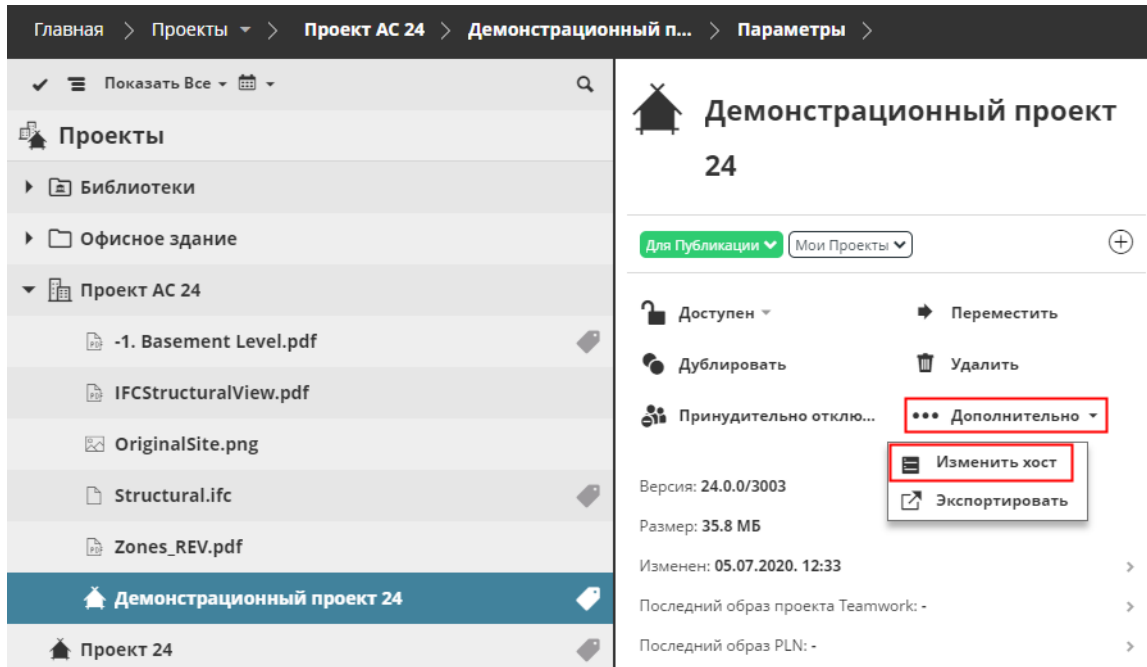 Главная > Проекты > Проект АС 24 > Демонстрационный п... > Параметры >
Показать Все
Проекты
Библиотеки
Офисное здание
Проект АС 24
-1. Basement Level.pdf
IFCStructuralView.pdf
OriginalSite.png
Structural.ifc
Zones_REV.pdf
Демонстрационный проект 24
Проект 24
Демонстрационный проект
24
Для Публикации Мои Проекты
Доступен Переместить
Дублировать Удалить
Принудительно отклю... Дополнительно
Изменить хост
Экспортировать
Версия: 24.0.0/3003
Размер: 35.8 МБ
Изменен: 05.07.2020. 12:33
Последний образ проекта Teamwork: -
Последний образ PLN: -